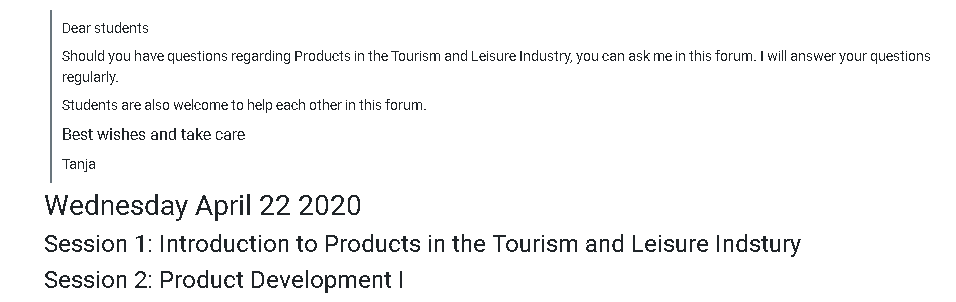 Dear students
Should you have questions regarding Products in the Tourism and Leisure Industry, you can ask me in this forum. I will answer your questions
regularly.
Students are also welcome to help each other in this forum.
Best wishes and take care
Tanja
Wednesday April 22 2020
Session 1: Introduction to Products in the Tourism and Leisure Indstury
Session 2: Product Development I